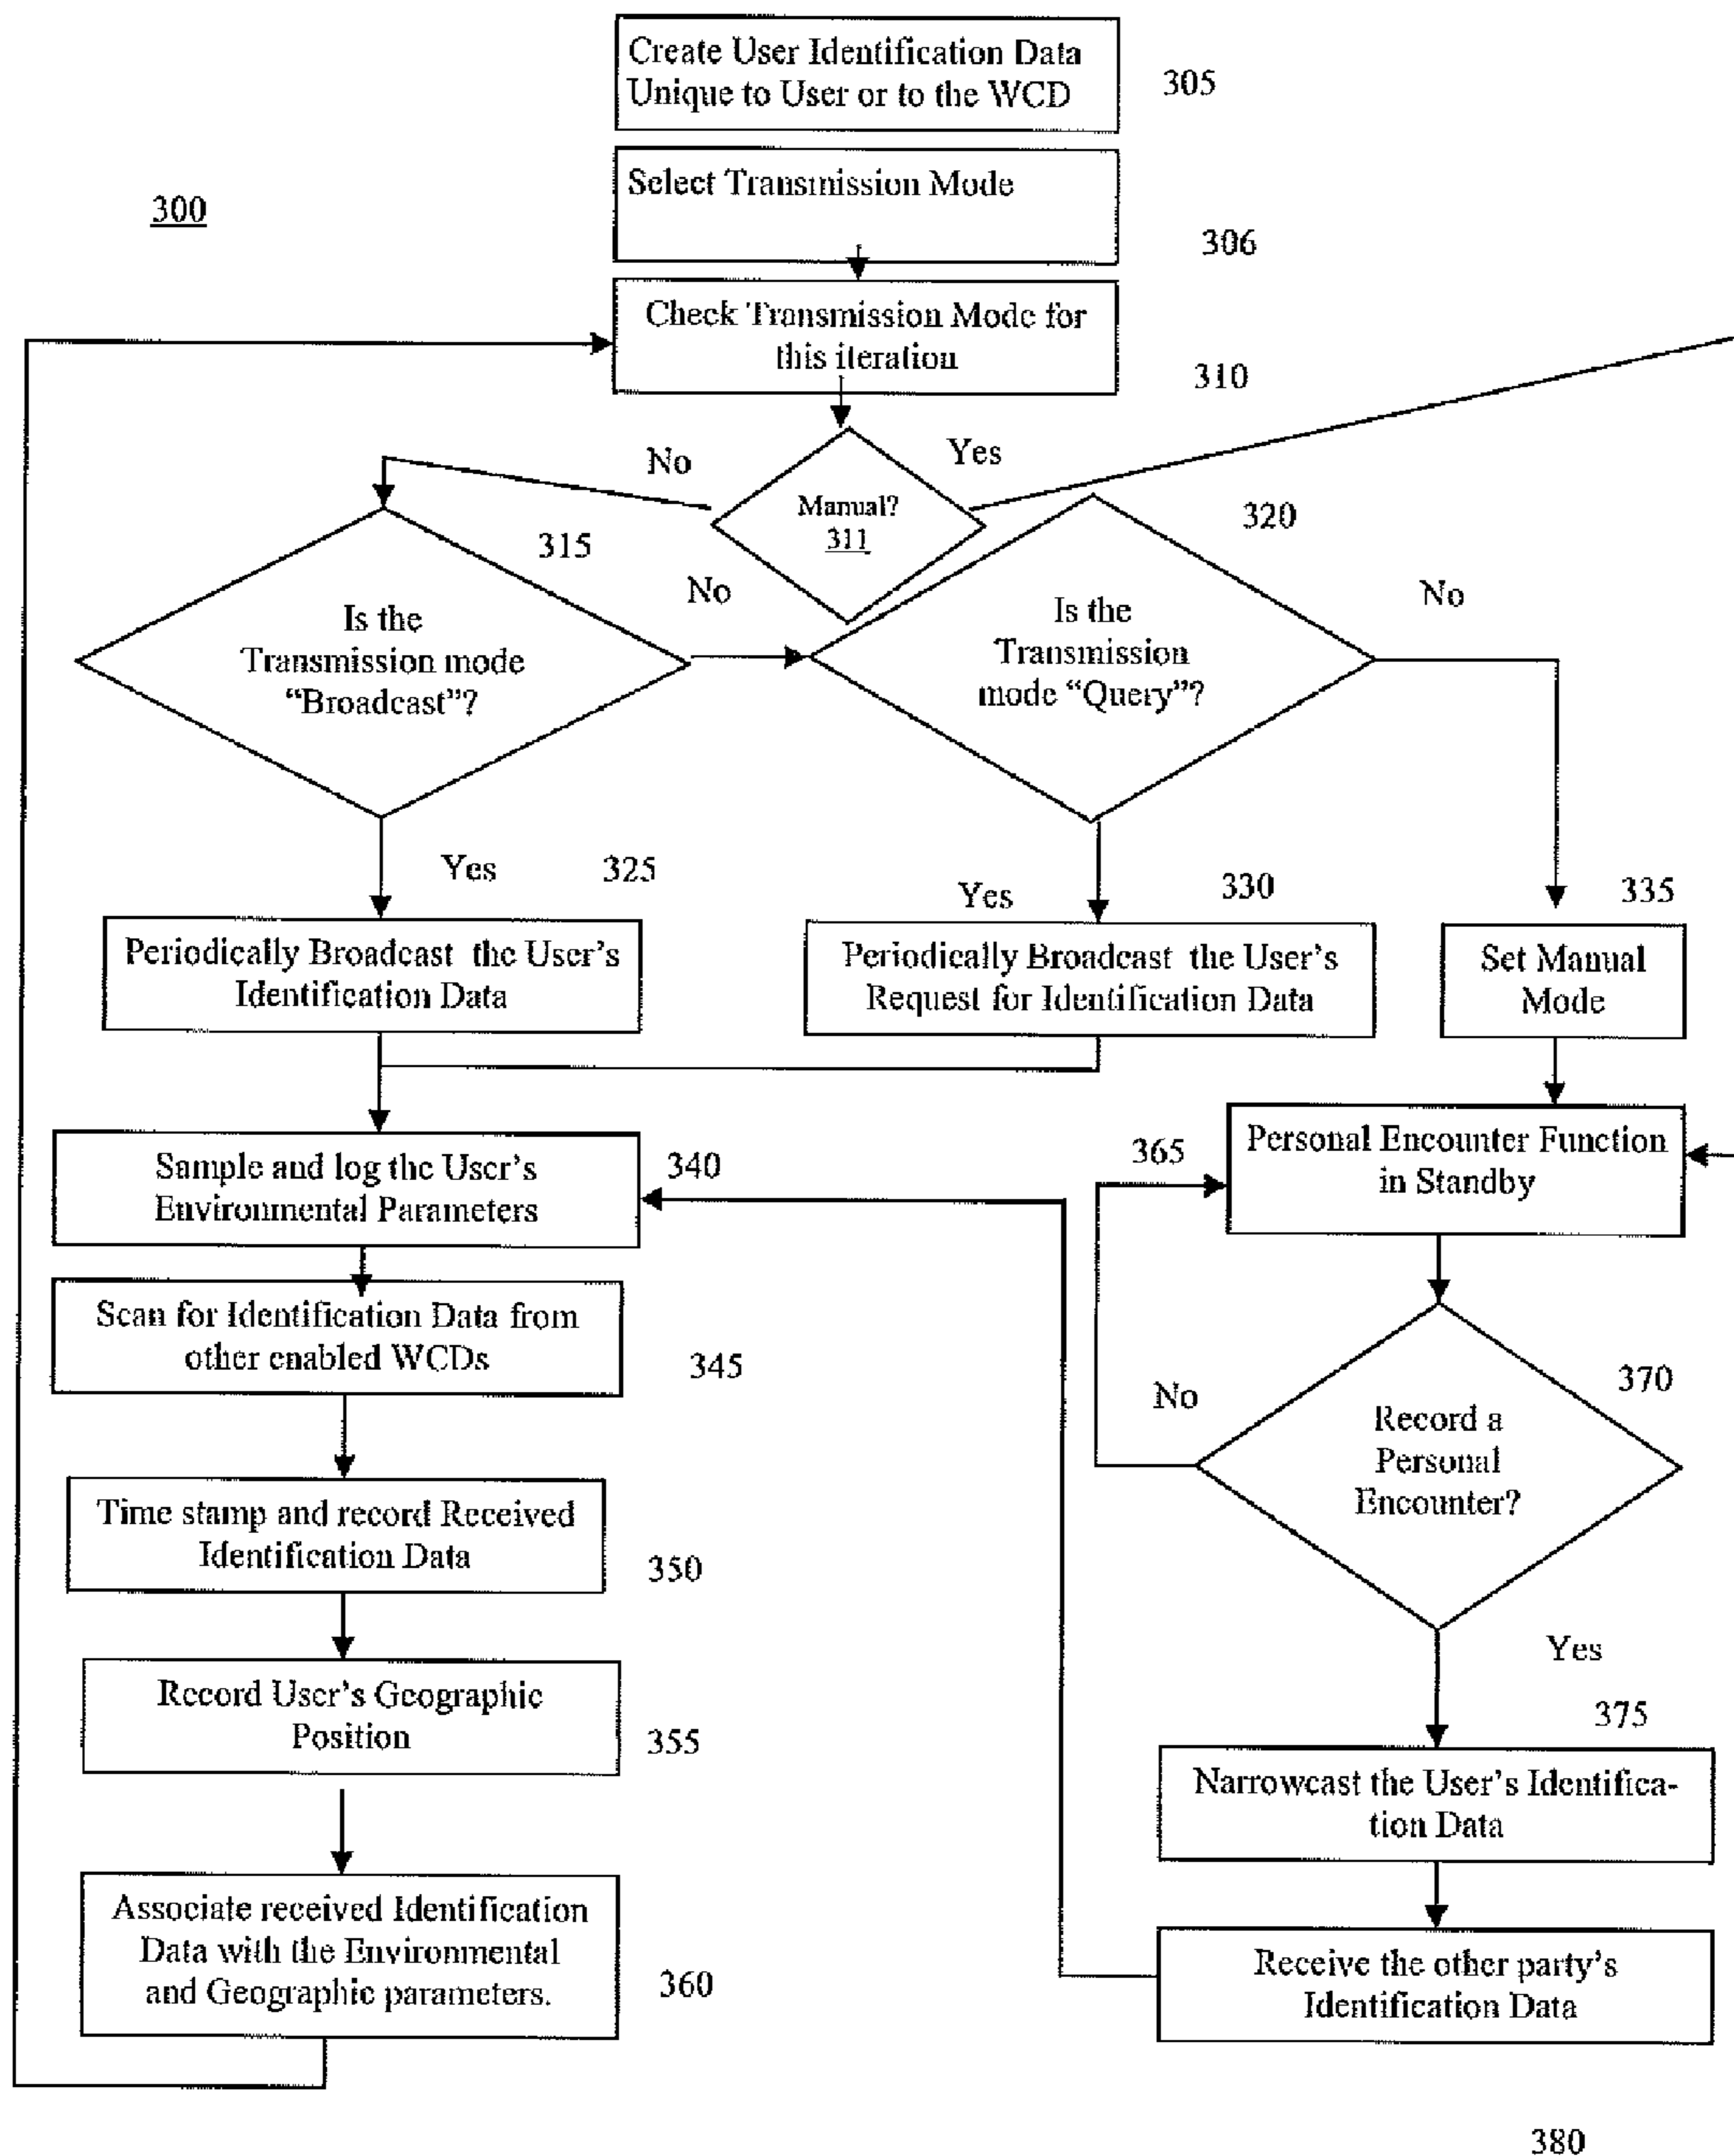 Create User Identification Data
Unique to User or to the WCD
305
Select Transmission Mode
300
306
Check Transmission Mode for
this iteration
310
No
Yes
Manual?
311
320
315
No
No
Is the
Transmission mode
“Broadcast”?
Is the
Transmission
mode “Query”?
Yes
325
Yes
330
335
Periodically Broadcast the User’s
Identification Data
Periodically Broadcast the User’s
Request for Identification Data
Set Manual
Mode
Sample and log the User’s
Environmental Parameters
340
365
Personal Encounter Function
in Standby
Scan for Identification Data from
other enabled WCDs
345
No
370
Record a
Personal
Encounter?
Time stamp and record Received
Identification Data
350
Yes
Record User’s Geographic
Position
355
375
Narrowcast the User’s Identifica-
tion Data
Associate received Identification
Data with the Environmental
and Geographic parameters.
360
Receive the other party’s
Identification Data
380